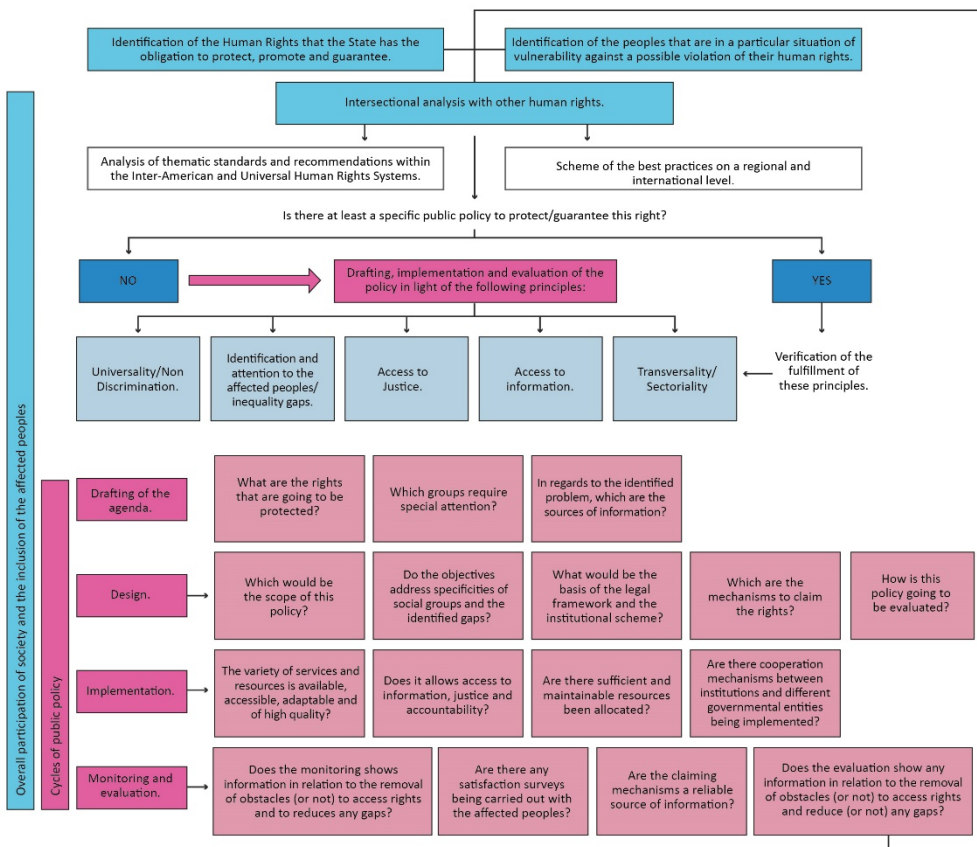 Identification of the Human Rights that the State has the
obligation to protect, promote and guarantee.
Identification of the peoples that are in a particular situation of
vulnerability against a possible violation of their human rights.
Intersectional analysis with other human rights.
Analysis of thematic standards and recommendations within
the Inter-American and Universal Human Rights Systems.
Scheme of the best practices on a regional and
international level.
Is there at least a specific public policy to protect/guarantee this right?
NO
Drafting, implementation and evaluation of the
policy in light of the following principles:
YES
Universality/Non
Discrimination.
Identification and
attention to the
affected peoples/
inequality gaps.
Access to
Justice.
Access to
information.
Transversality/
Sectoriality
Verification of the
fulfillment of
these principles.
Overall participation of society and the inclusion of the affected peoples
Cycles of public policy
Drafting of the
agenda.
What are the rights
that are going to be
protected?
Which groups require
special attention?
In regards to the identified
problem, which are the
sources of information?
Design.
Which would be
the scope of this
policy?
Do the objectives
address specificities of
social groups and the
identified gaps?
What would be the
basis of the legal
framework and the
institutional scheme?
Which are the
mechanisms to claim
the rights?
How is this
policy going
to be
evaluated?
Implementation.
The variety of services and
resources is available,
accessible, adaptable and
of high quality?
Does it allows access to
information, justice and
accountability?
Are there sufficient and
maintainable resources
been allocated?
Are there cooperation
mechanisms between
institutions and different
governmental entities
being implemented?
Monitoring and
evaluation.
Does the monitoring shows
information in relation to the removal
of obstacles (or not) to access rights
and to reduces any gaps?
Are there any
satisfaction surveys
being carried out with
the affected peoples?
Are the claiming
mechanisms a reliable
source of information?
Does the evaluation show any
information in relation to the removal
of obstacles (or not) to access rights
and reduce (or not) any gaps?